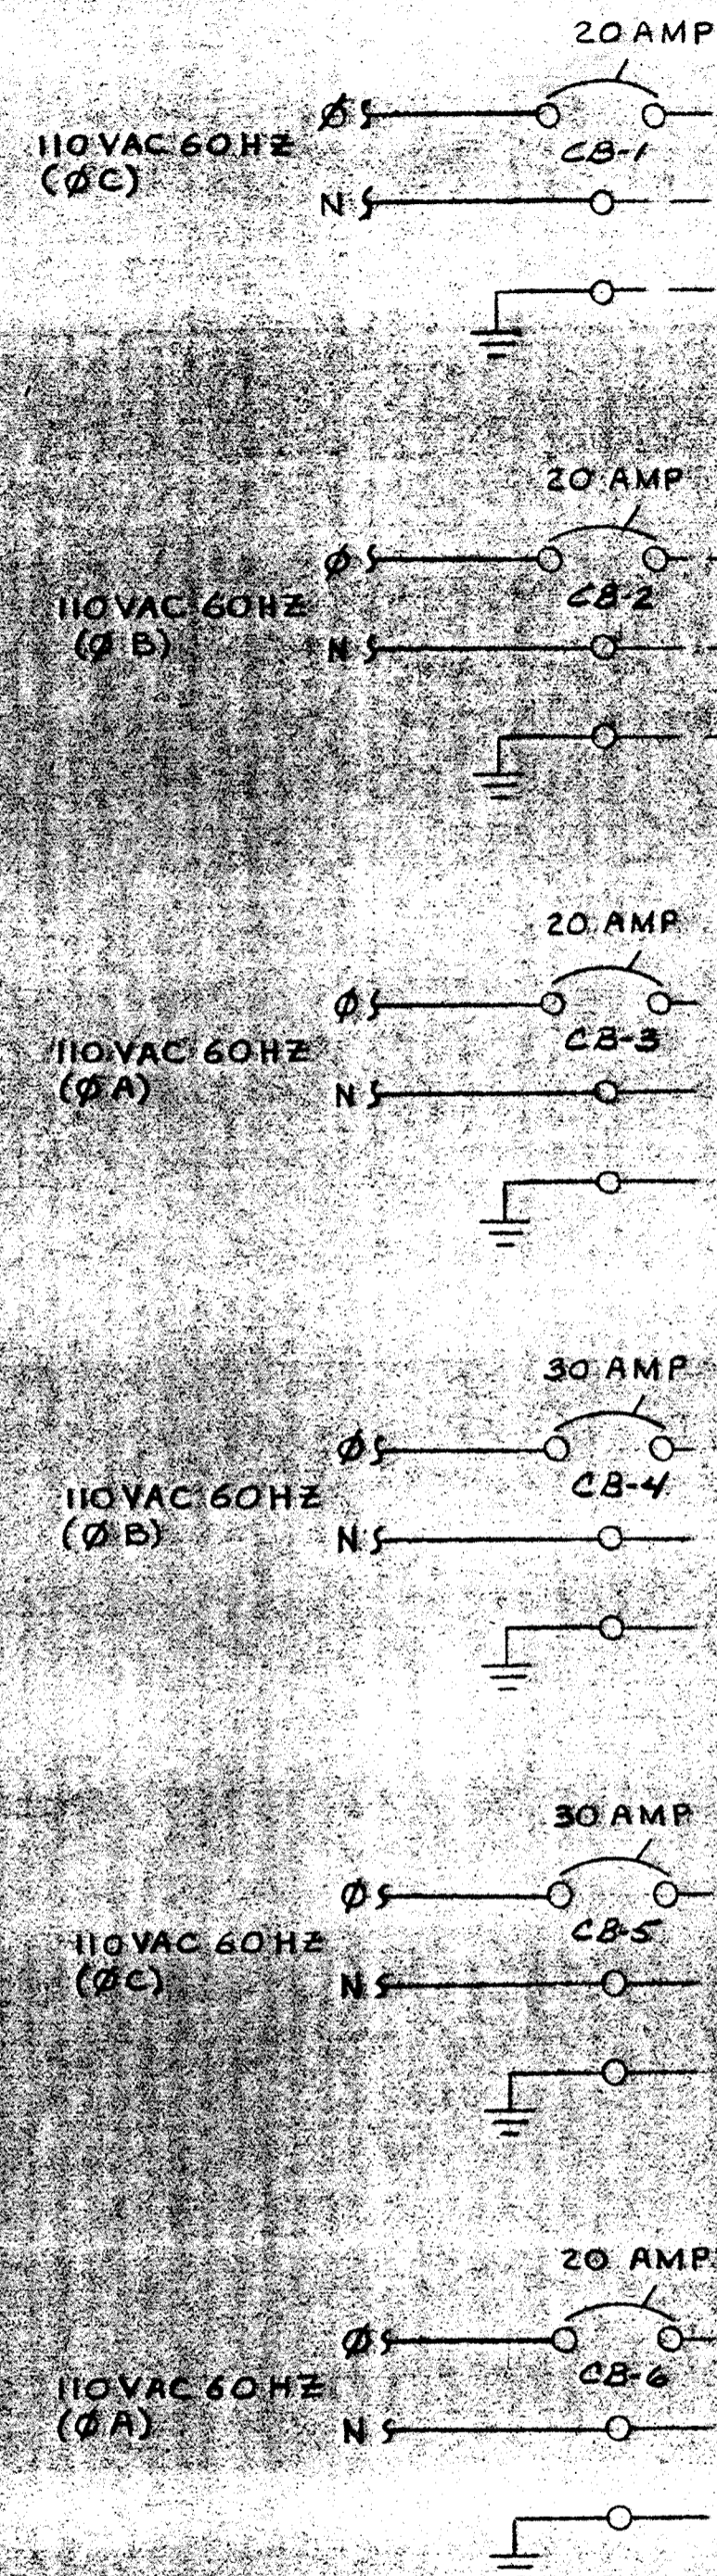 20 AMP
Ø
CB-1
110 VAC 60 HZ
(ØC)
N
20 AMP
Ø
CB-2
110 VAC 60 HZ
(Ø B)
N
20 AMP
Ø
CB-3
110 VAC 60 HZ
(Ø A)
N
30 AMP
Ø
CB-4
110 VAC 60 HZ
(Ø B)
N
30 AMP
Ø
CB-5
110 VAC 60 HZ
(ØC)
N
20 AMP
Ø
CB-6
110 VAC 60 HZ
(Ø A)
N